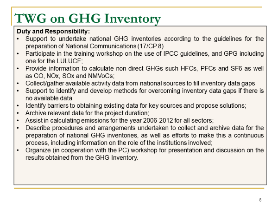 TWG on GHG Inventory
Duty and Responsibility:
• Support to undertake national GHG inventories according to the guidelines for the
preparation of National Communications (17/CP.8)
• Participate in the training workshop on the use of IPCC guidelines, and GPG including
one for the LULUCF;
• Provide information to calculate non direct GHGs such HFCs, PFCs and SF6 as well
as CO, NOx, SOx and NMVoCs;
• Collect/gather available activity data from national sources to fill inventory data gaps
• Support to identify and develop methods for overcoming inventory data gaps if there is
no available data
• Identify barriers to obtaining existing data for key sources and propose solutions;
• Archive relevant data for the project duration;
• Assist in calculating emissions for the year 2006-2012 for all sectors.
• Describe procedures and arrangements undertaken to collect and archive data for the
preparation of national GHG inventories, as well as efforts to make this a continuous
process, including information on the role of the institutions involved;
• Organize (in cooperation with the PC) workshop for presentation and discussion on the
results obtained from the GHG Inventory.